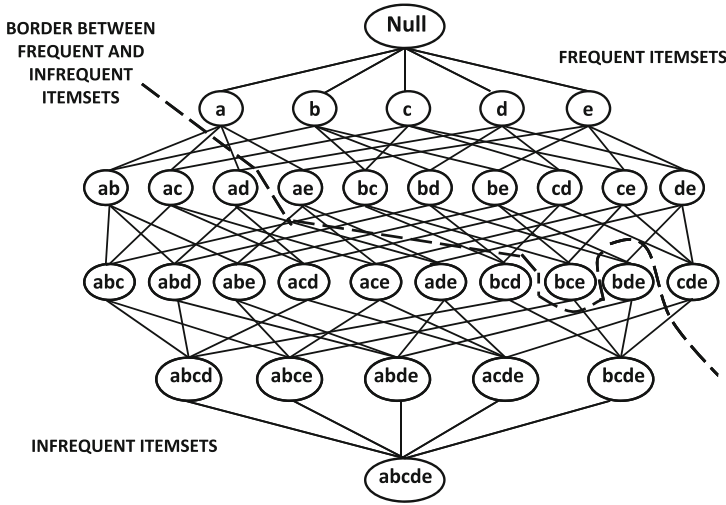 Null
BORDER BETWEEN
FREQUENT AND
INFREQUENT
ITEMSETS
FREQUENT ITEMSETS
a b c d e
ab ac ad ae bc bd be cd ce de
abc abd abe acd ace ade bcd bce bde cde
abcd abce abde acde bcde
INFREQUENT ITEMSETS
abcde